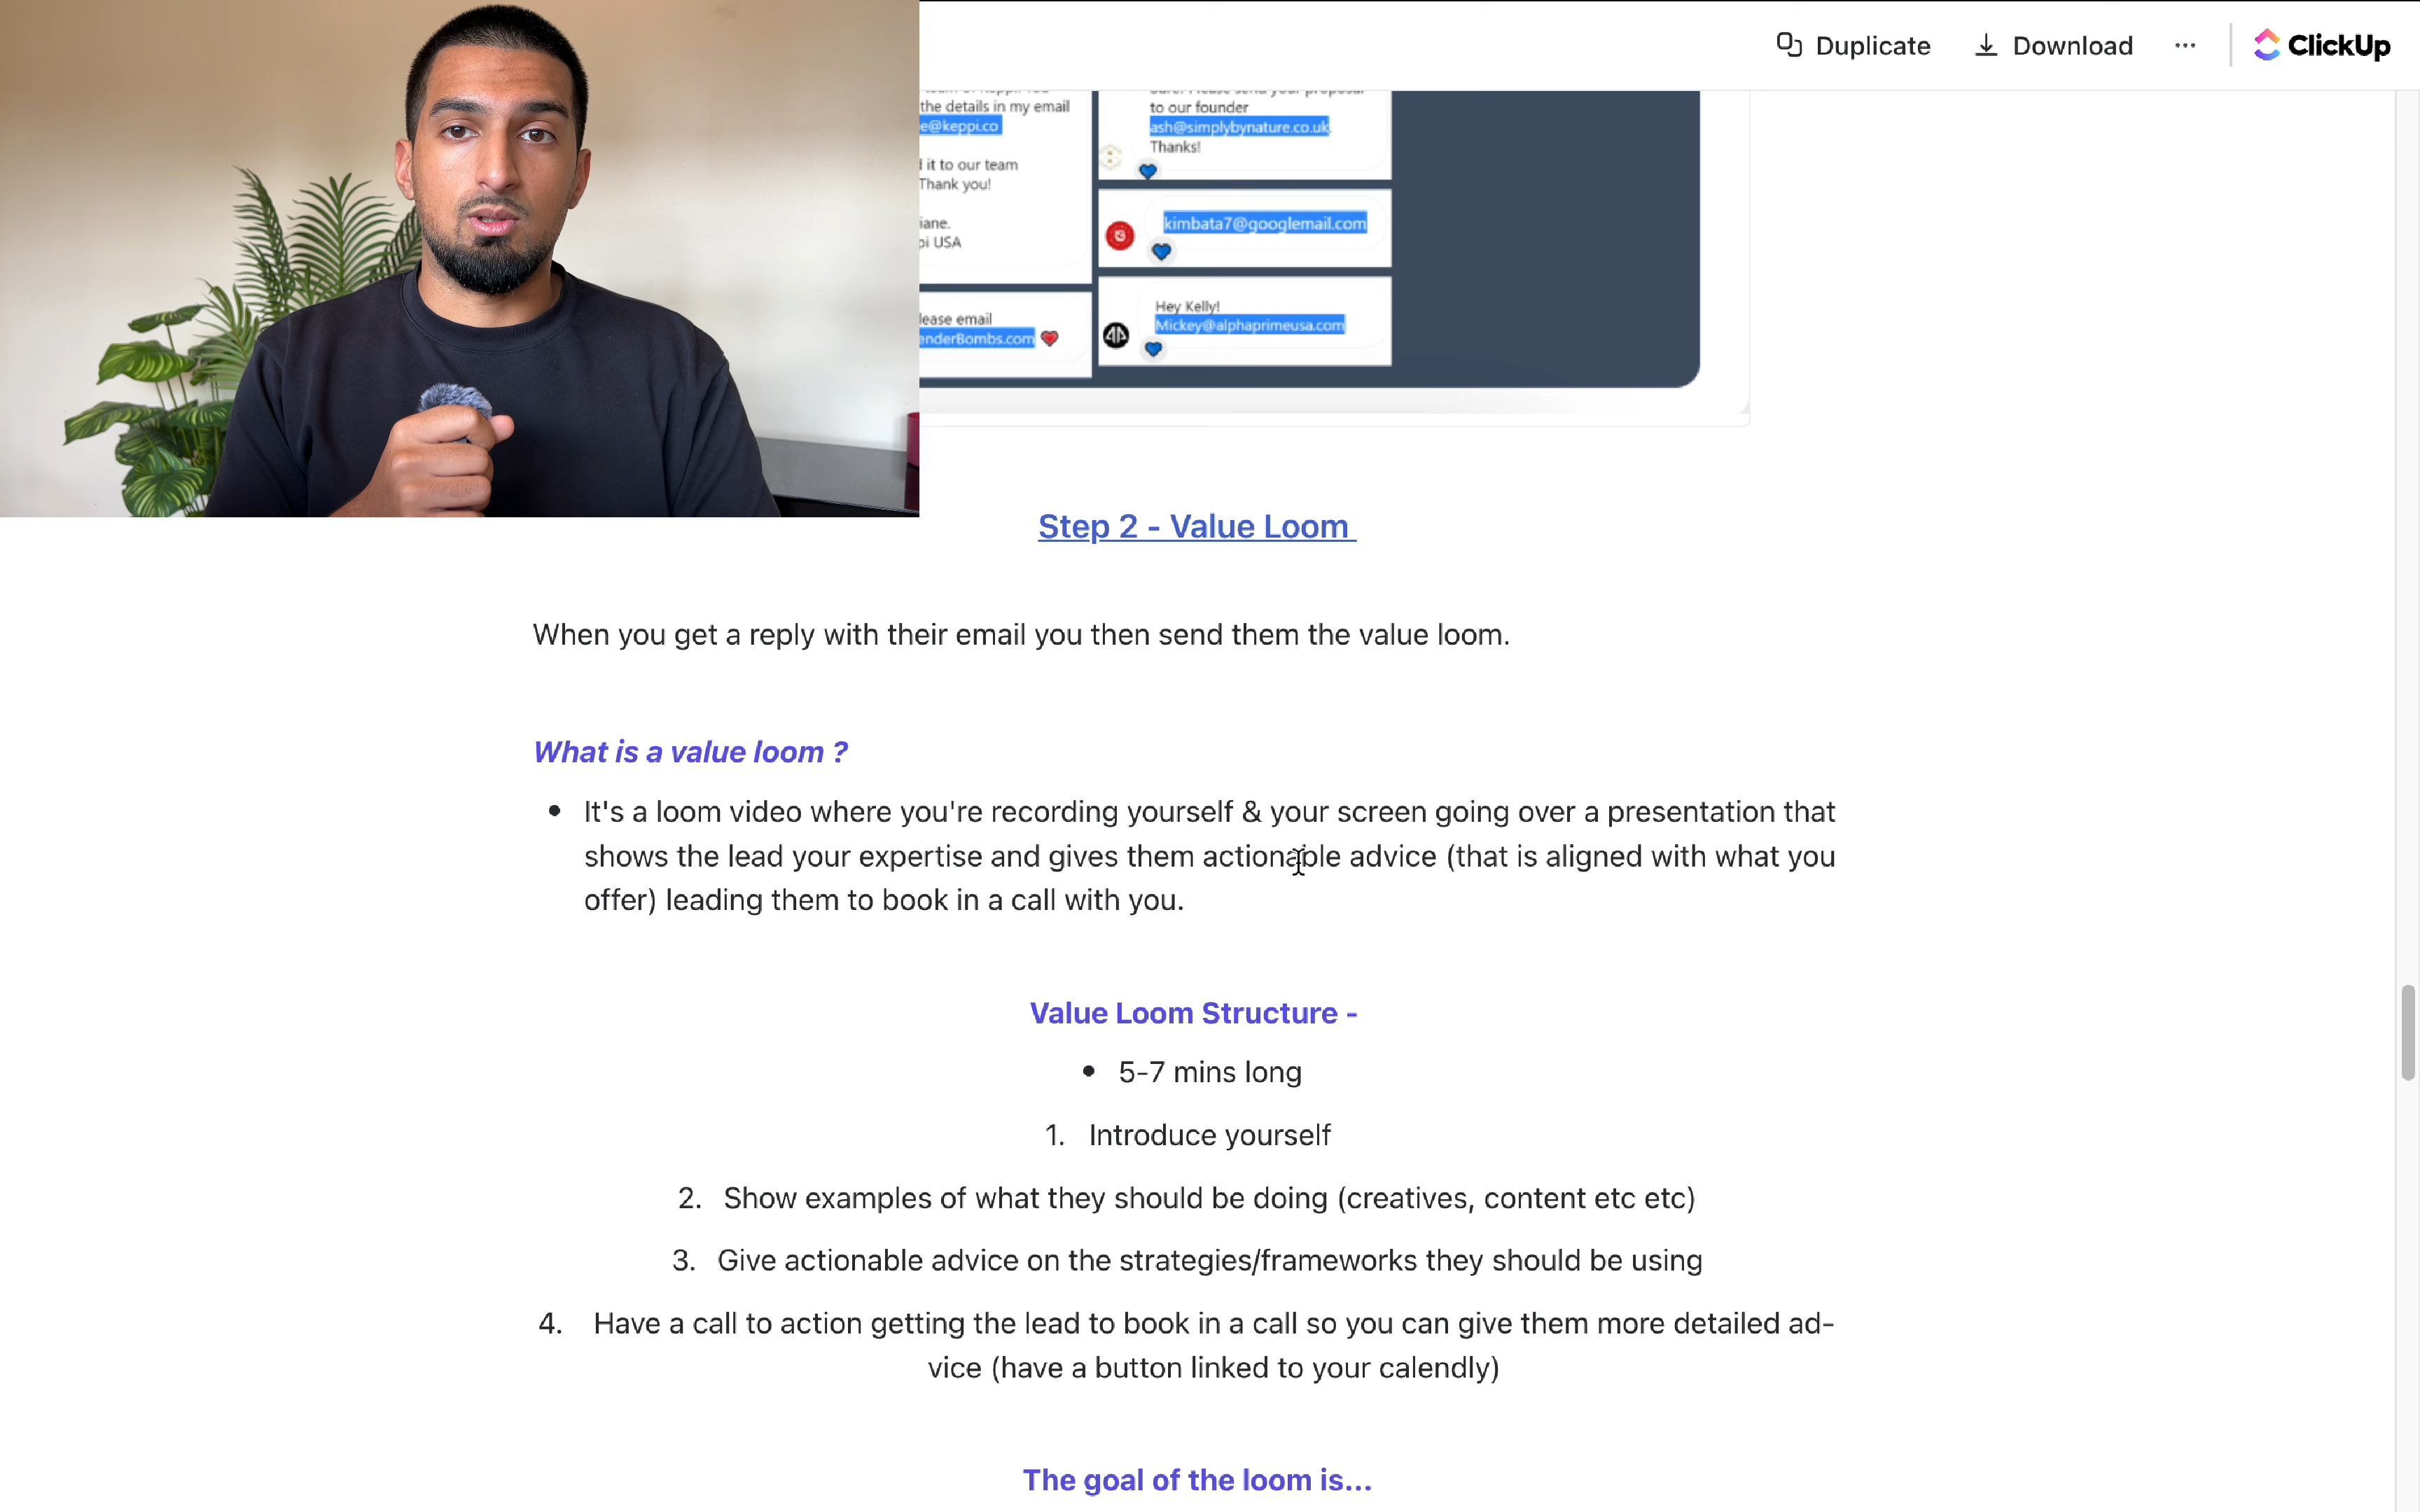 Duplicate
Download
ClickUp
the details in my email
e@keppi.co
it to our team
Thank you!
iane.
pi USA
lease email
enderBombs.com
Sure! Please send your proposal
to our founder
ash@simplybynature.co.uk.
Thanks!
kimbata7@googlemail.com
Hey Kelly!
Mickey@alphaprimeusa.com
Step 2 - Value Loom
When you get a reply with their email you then send them the value loom.
What is a value loom ?
• It's a loom video where you're recording yourself & your screen going over a presentation that
shows the lead your expertise and gives them actionable advice (that is aligned with what you
offer) leading them to book in a call with you.
Value Loom Structure -
• 5-7 mins long
1. Introduce yourself
2. Show examples of what they should be doing (creatives, content etc etc)
3. Give actionable advice on the strategies/frameworks they should be using
4. Have a call to action getting the lead to book in a call so you can give them more detailed ad-
vice (have a button linked to your calendly)
The goal of the loom is...